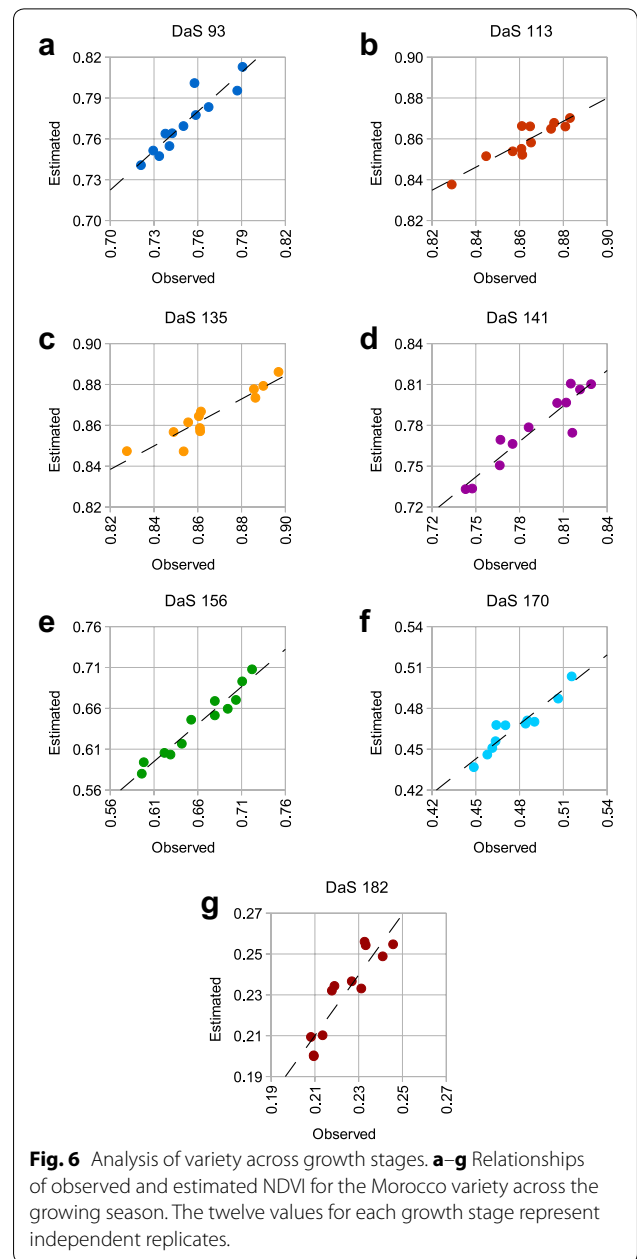 a
DaS 93
0.82
0.79
0.76
0.73
0.70
Estimated
0.70
0.73
0.76
0.79
0.82
Observed
b
DaS 113
0.90
0.88
0.86
0.84
0.82
Estimated
0.82
0.84
0.86
0.88
0.90
Observed
c
DaS 135
0.90
0.88
0.86
0.84
0.82
Estimated
0.82
0.84
0.86
0.88
0.90
Observed
d
DaS 141
0.84
0.81
0.78
0.75
0.72
Estimated
0.72
0.75
0.78
0.81
0.84
Observed
e
DaS 156
0.76
0.71
0.66
0.61
0.56
Estimated
0.56
0.61
0.66
0.71
0.76
Observed
f
DaS 170
0.54
0.51
0.48
0.45
0.42
Estimated
0.42
0.45
0.48
0.51
0.54
Observed
g
DaS 182
0.27
0.25
0.23
0.21
0.19
Estimated
0.19
0.21
0.23
0.25
0.27
Observed
Fig. 6 Analysis of variety across growth stages. a–g Relationships
of observed and estimated NDVI for the Morocco variety across the
growing season. The twelve values for each growth stage represent
independent replicates.